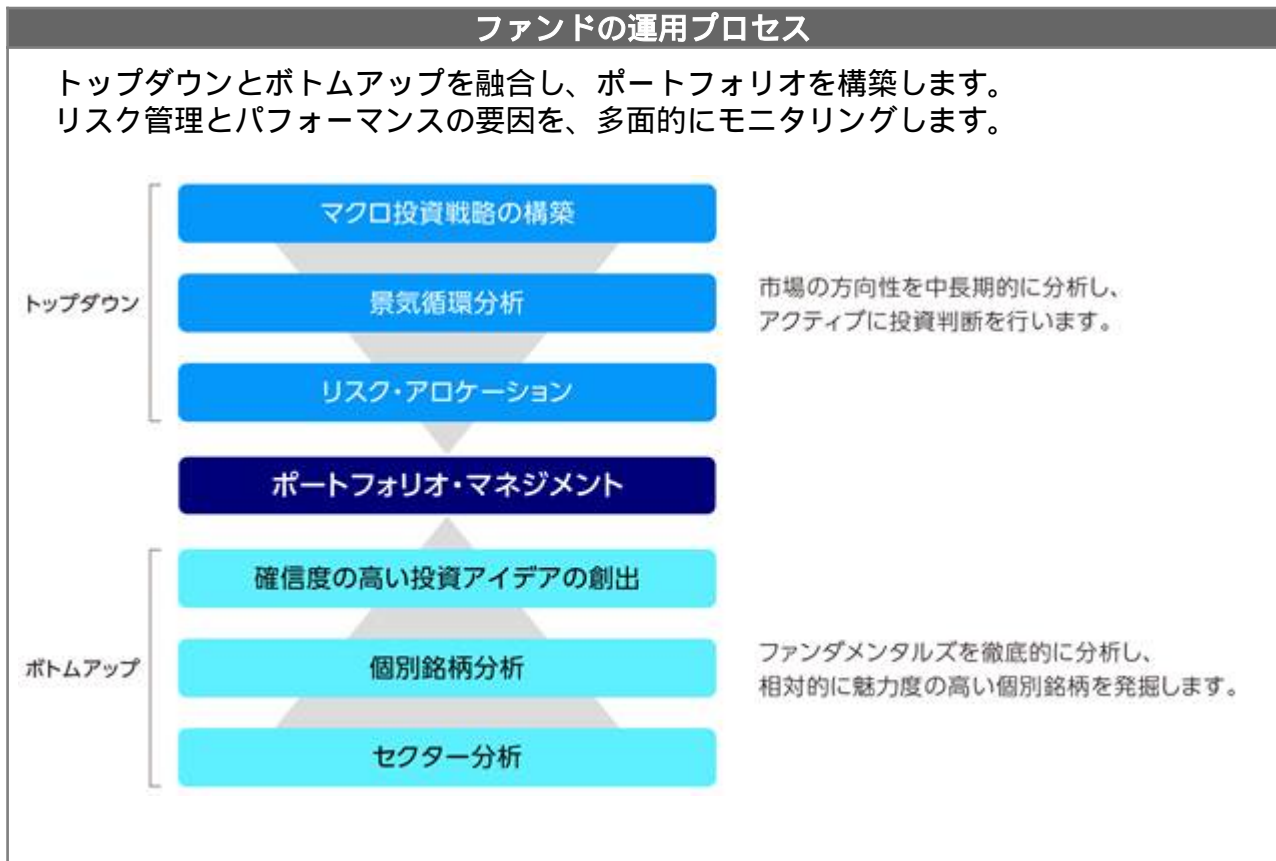 ファンドの運用プロセス
トップダウンとボトムアップを融合し、ポートフォリオを構築します。
リスク管理とパフォーマンスの要因を、多面的にモニタリングします。
トップダウン
マクロ投資戦略の構築
景気循環分析
リスク・アロケーション
市場の方向性を中長期的に分析し、
アクティブに投資判断を行います。
ポートフォリオ・マネジメント
ボトムアップ
確信度の高い投資アイデアの創出
個別銘柄分析
セクター分析
ファンダメンタルズを徹底的に分析し、
相対的に魅力度の高い個別銘柄を発掘します。